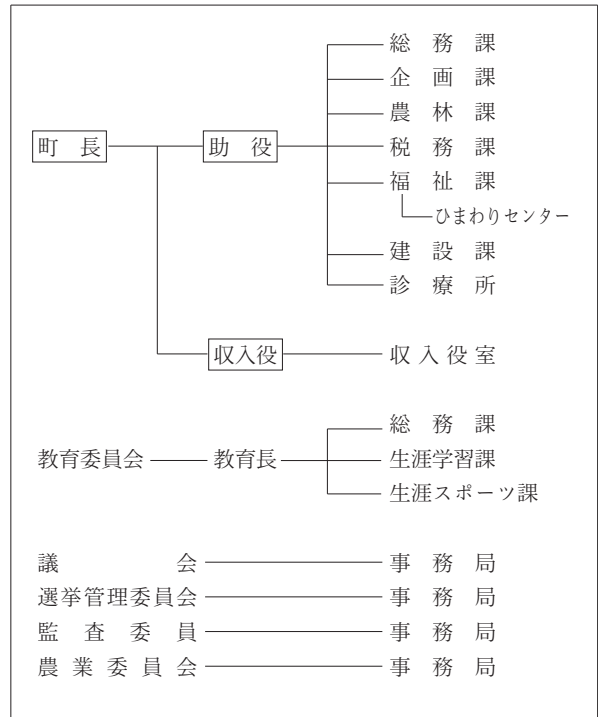 総務課
企画課
農林課
町長 助役 税務課
福祉課
ひまわりセンター
建設課
診療所
収入役 収入役室
総務課
教育委員会 教育長 生涯学習課
生涯スポーツ課
議会 事務局
選挙管理委員会 事務局
監査委員 事務局
農業委員会 事務局